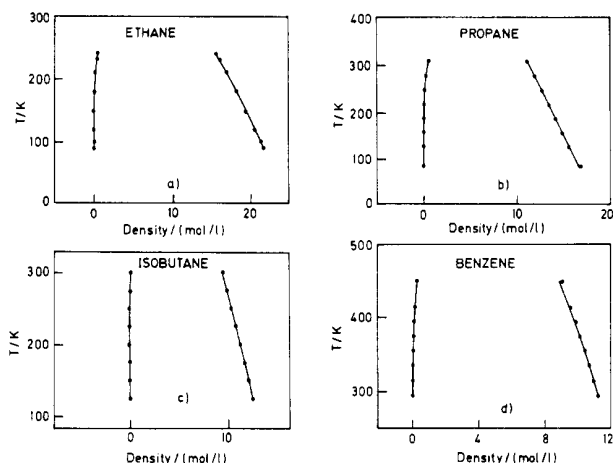 ETHANE
300
200
100
0
T/K
a)
0
10
20
Density/(mol/l)
PROPANE
400
300
200
100
0
T/K
b)
0
10
20
Density/(mol/l)
ISOBUTANE
300
200
100
T/K
c)
0
10
Density/(mol/l)
BENZENE
450
400
300
T/K
d)
0
4
8
12
Density/(mol/l)